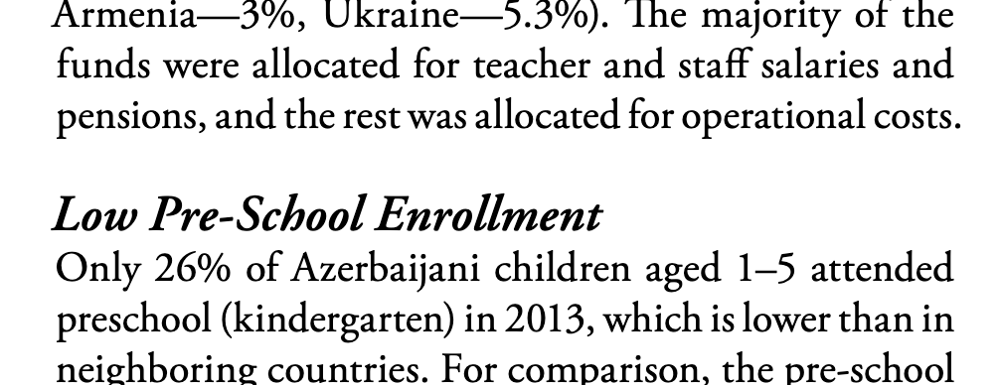 Armenia—3%, Ukraine—5.3%). The majority of the
funds were allocated for teacher and staff salaries and
pensions, and the rest was allocated for operational costs.
Low Pre-School Enrollment
Only 26% of Azerbaijani children aged 1–5 attended
preschool (kindergarten) in 2013, which is lower than in
neighboring countries. For comparison, the pre-school